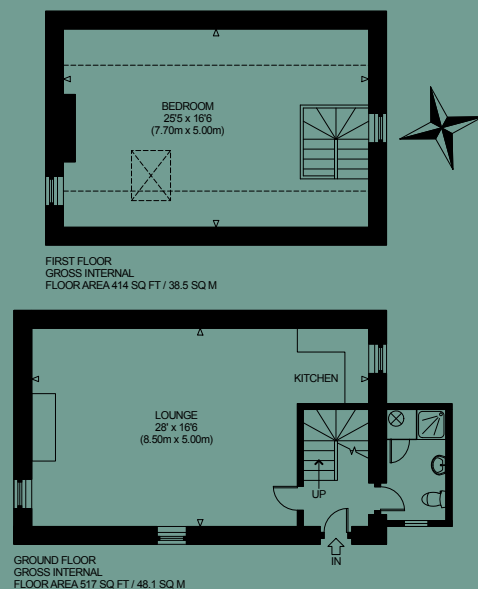 BEDROOM
25'5 x 16'6
(7.70m x 5.00m)
FIRST FLOOR
GROSS INTERNAL
FLOOR AREA 414 SQ FT / 38.5 SQ M
KITCHEN
LOUNGE
28' x 16'6
(8.50m x 5.00m)
UP
IN
GROUND FLOOR
GROSS INTERNAL
FLOOR AREA 517 SQ FT / 48.1 SQ M